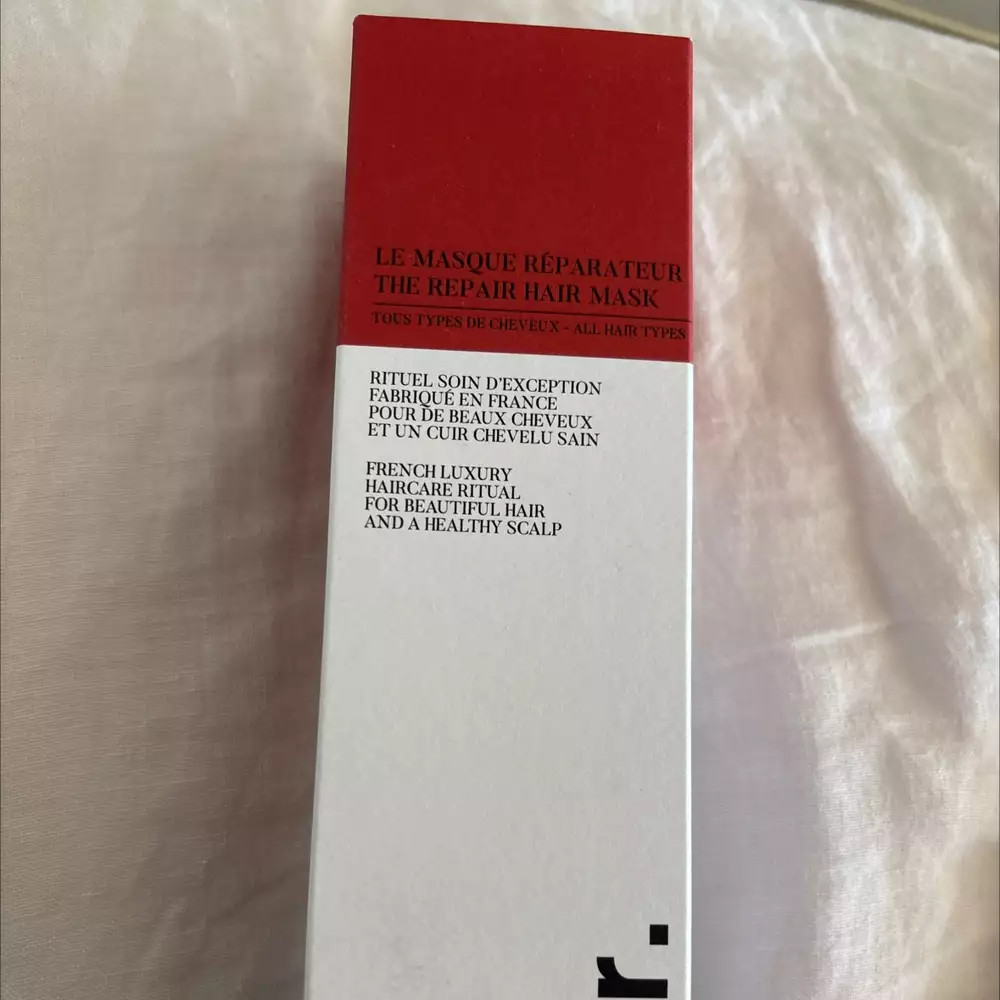 LE MASQUE RÉPARATEUR
THE REPAIR HAIR MASK
TOUS TYPES DE CHEVEUX - ALL HAIR TYPES
RITUEL SOIN D'EXCEPTION
FABRIQUÉ EN FRANCE
POUR DE BEAUX CHEVEUX
ET UN CUIR CHEVELU SAIN
FRENCH LUXURY
HAIRCARE RITUAL
FOR BEAUTIFUL HAIR
AND A HEALTHY SCALP
r.